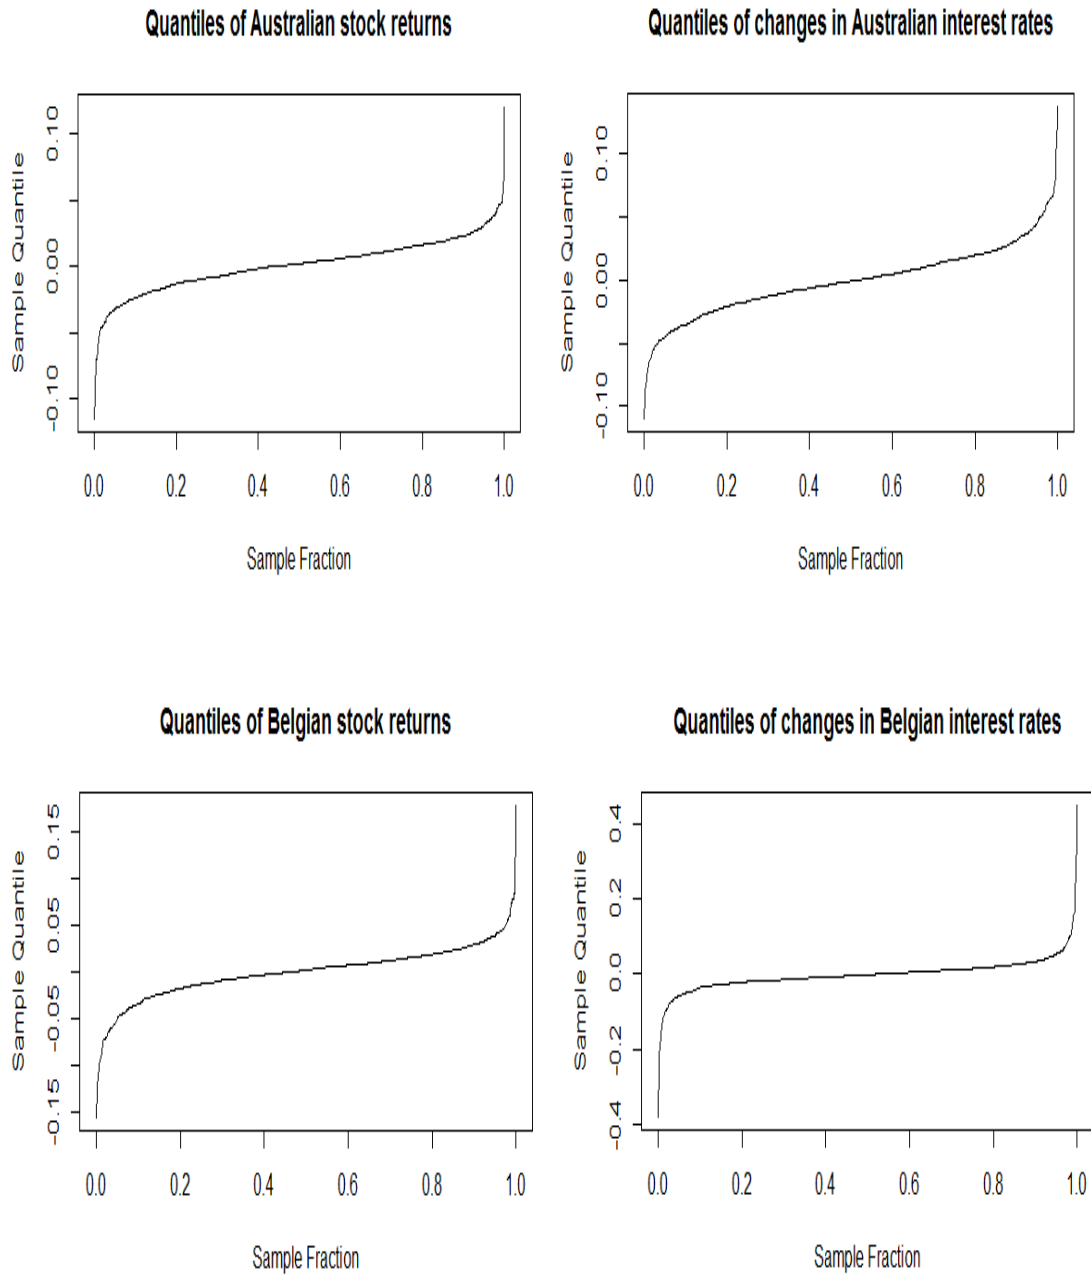 Quantiles of Australian stock returns
Sample Quantile
0.10
0.00
-0.10
0.0 0.2 0.4 0.6 0.8 1.0
Sample Fraction
Quantiles of changes in Australian interest rates
Sample Quantile
0.10
0.00
-0.10
0.0 0.2 0.4 0.6 0.8 1.0
Sample Fraction
Quantiles of Belgian stock returns
Sample Quantile
0.15
0.05
-0.05
-0.15
0.0 0.2 0.4 0.6 0.8 1.0
Sample Fraction
Quantiles of changes in Belgian interest rates
Sample Quantile
0.4
0.2
0.0
-0.2
-0.4
0.0 0.2 0.4 0.6 0.8 1.0
Sample Fraction